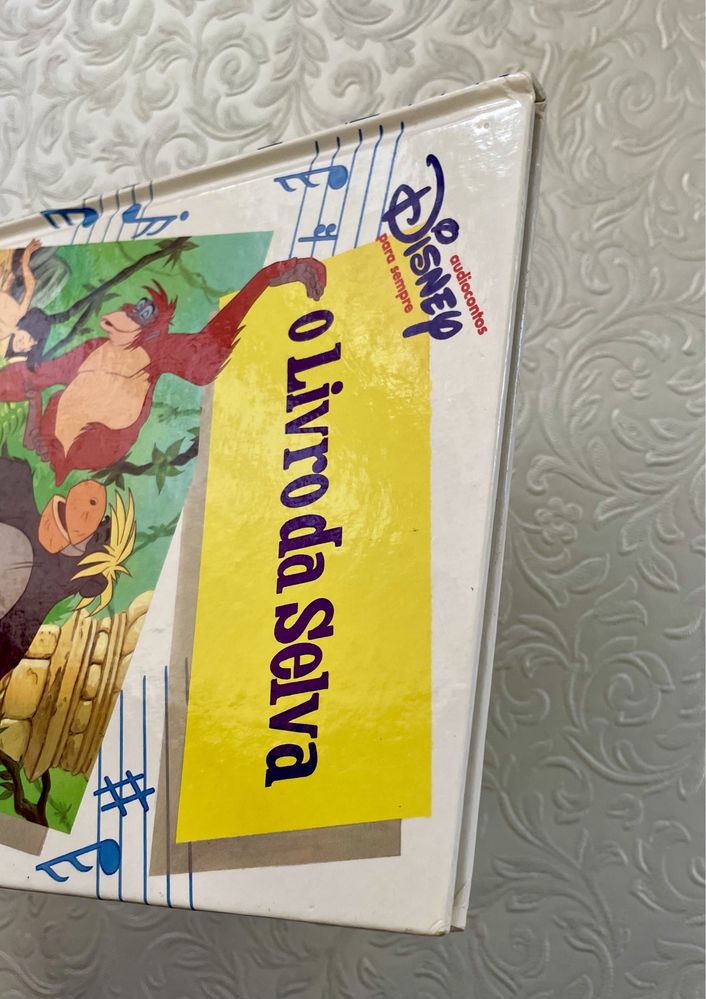 DISNEY
audiocontos
para sempre
o Livro da Selva